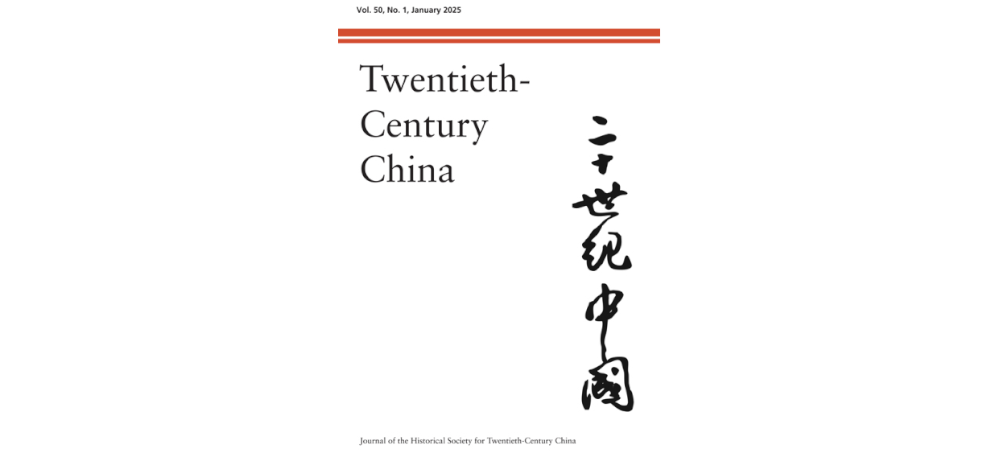 Vol. 50, No. 1, January 2025
Twentieth-
Century
China
二十世紀中國
Journal of the Historical Society for Twentieth-Century China